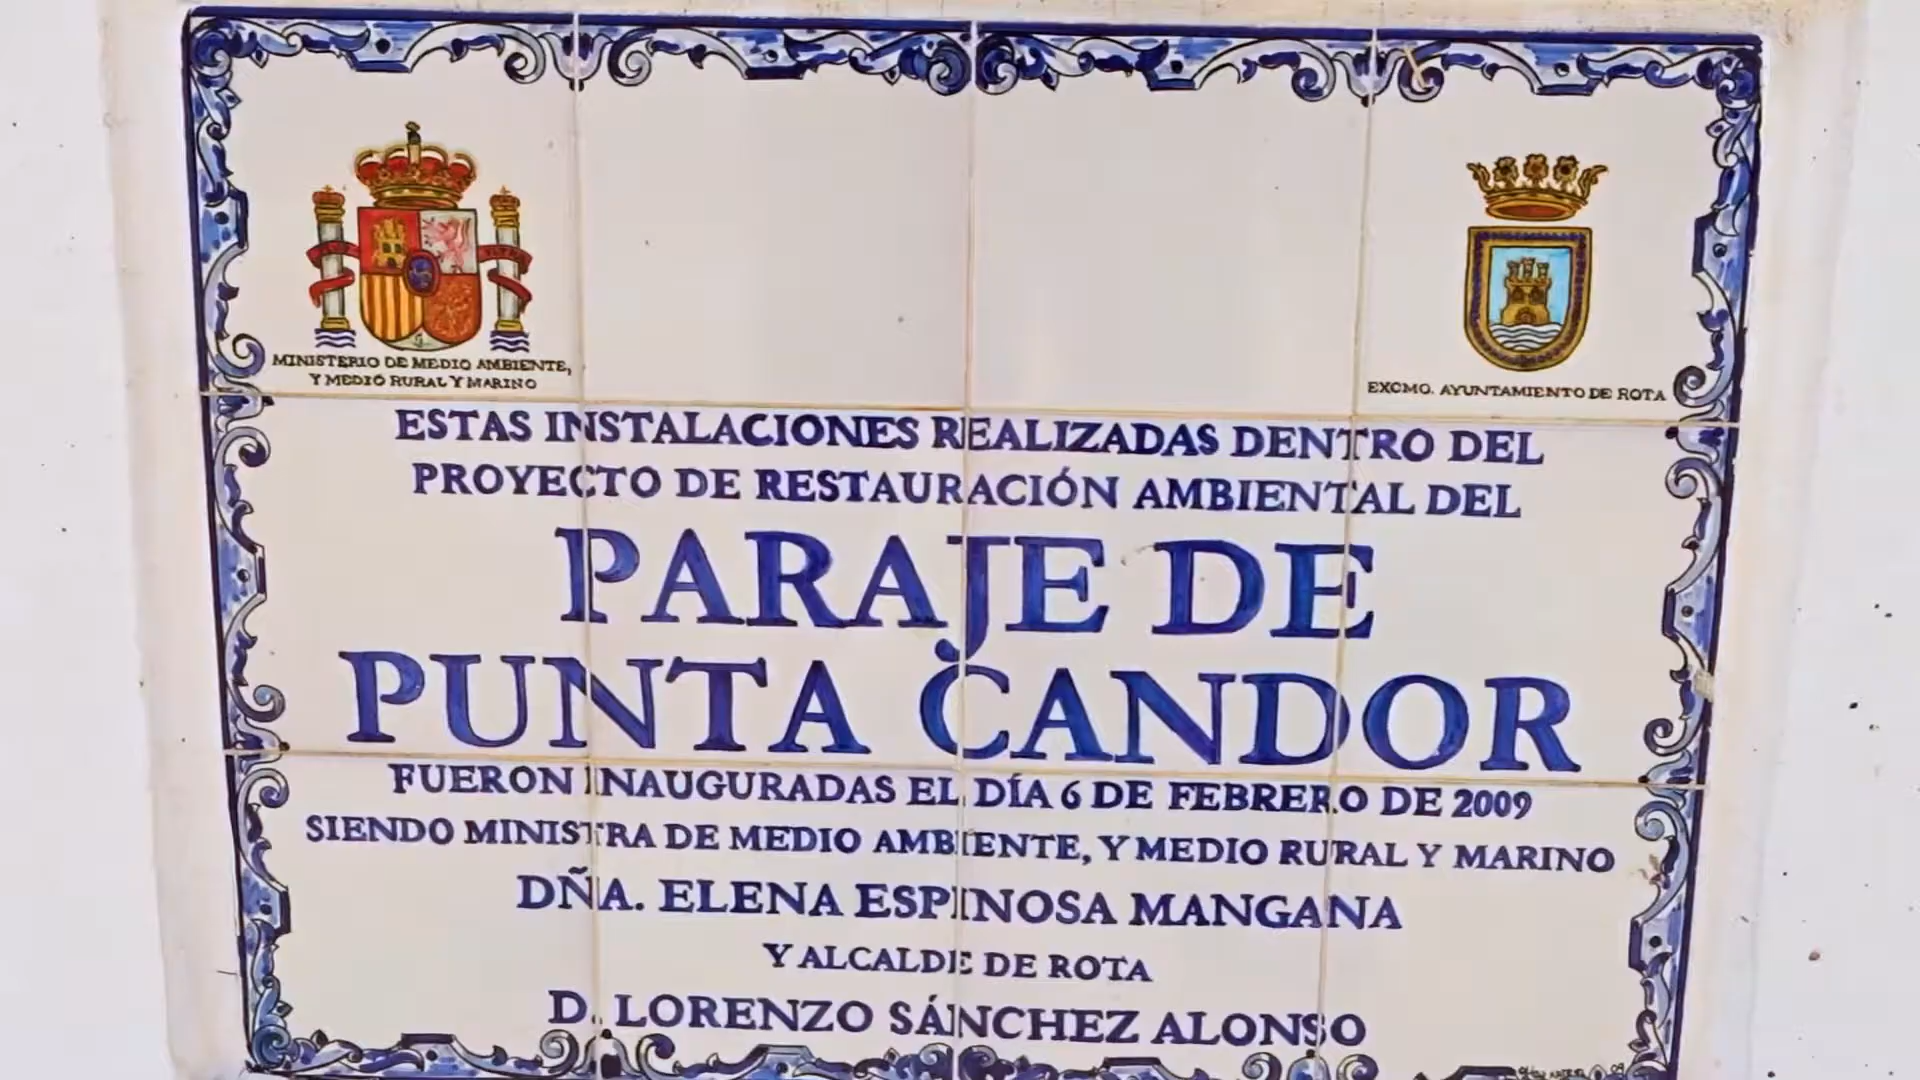 MINISTERIO DE MEDIO AMBIENTE,
Y MEDIO RURAL Y MARINO
EXCMO. AYUNTAMIENTO DE ROTA
ESTAS INSTALACIONES REALIZADAS DENTRO DEL
PROYECTO DE RESTAURACIÓN AMBIENTAL DEL
PARAJE DE
PUNTA CANDOR
FUERON INAUGURADAS EL DÍA 6 DE FEBRERO DE 2009
SIENDO MINISTRA DE MEDIO AMBIENTE, Y MEDIO RURAL Y MARINO
DÑA. ELENA ESPINOSA MANGANA
Y ALCALDE DE ROTA
D. LORENZO SÁNCHEZ ALONSO